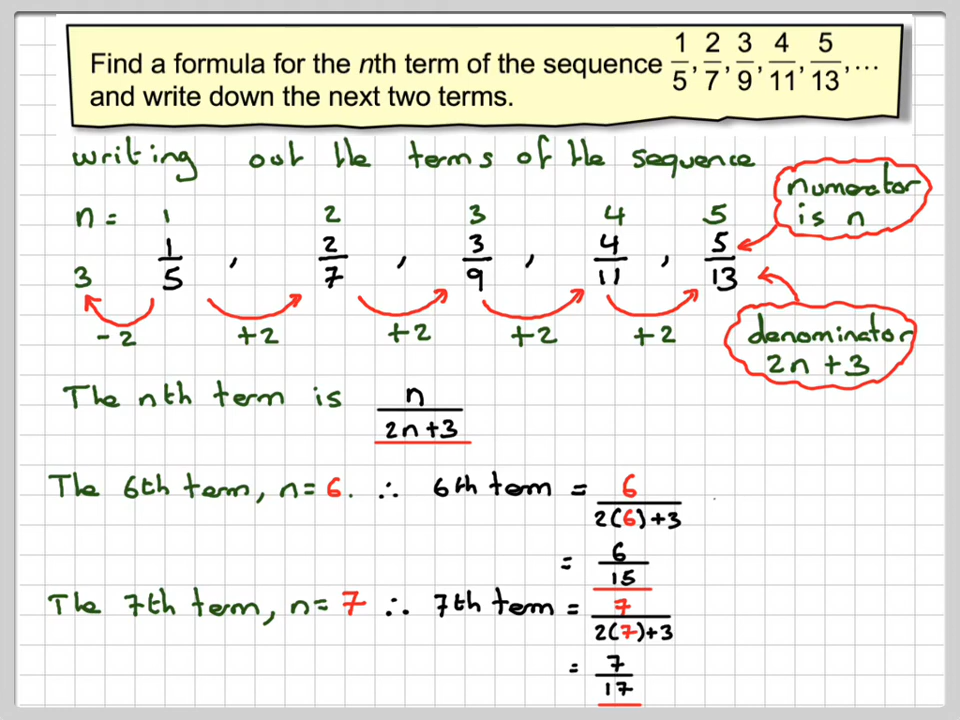 Find a formula for the nth term of the sequence 1/5, 2/7, 3/9, 4/11, 5/13, ...
and write down the next two terms.
writing out the terms of the sequence
numerator
is n
n = 1 2 3 4 5
3 1/5 , 2/7 , 3/9 , 4/11 , 5/13
-2 +2 +2 +2 +2
denominator
2n + 3
The nth term is n/(2n+3)
The 6th term, n = 6. ∴ 6th term = 6/(2(6)+3)
= 6/15
The 7th term, n = 7 ∴ 7th term = 7/(2(7)+3)
= 7/17